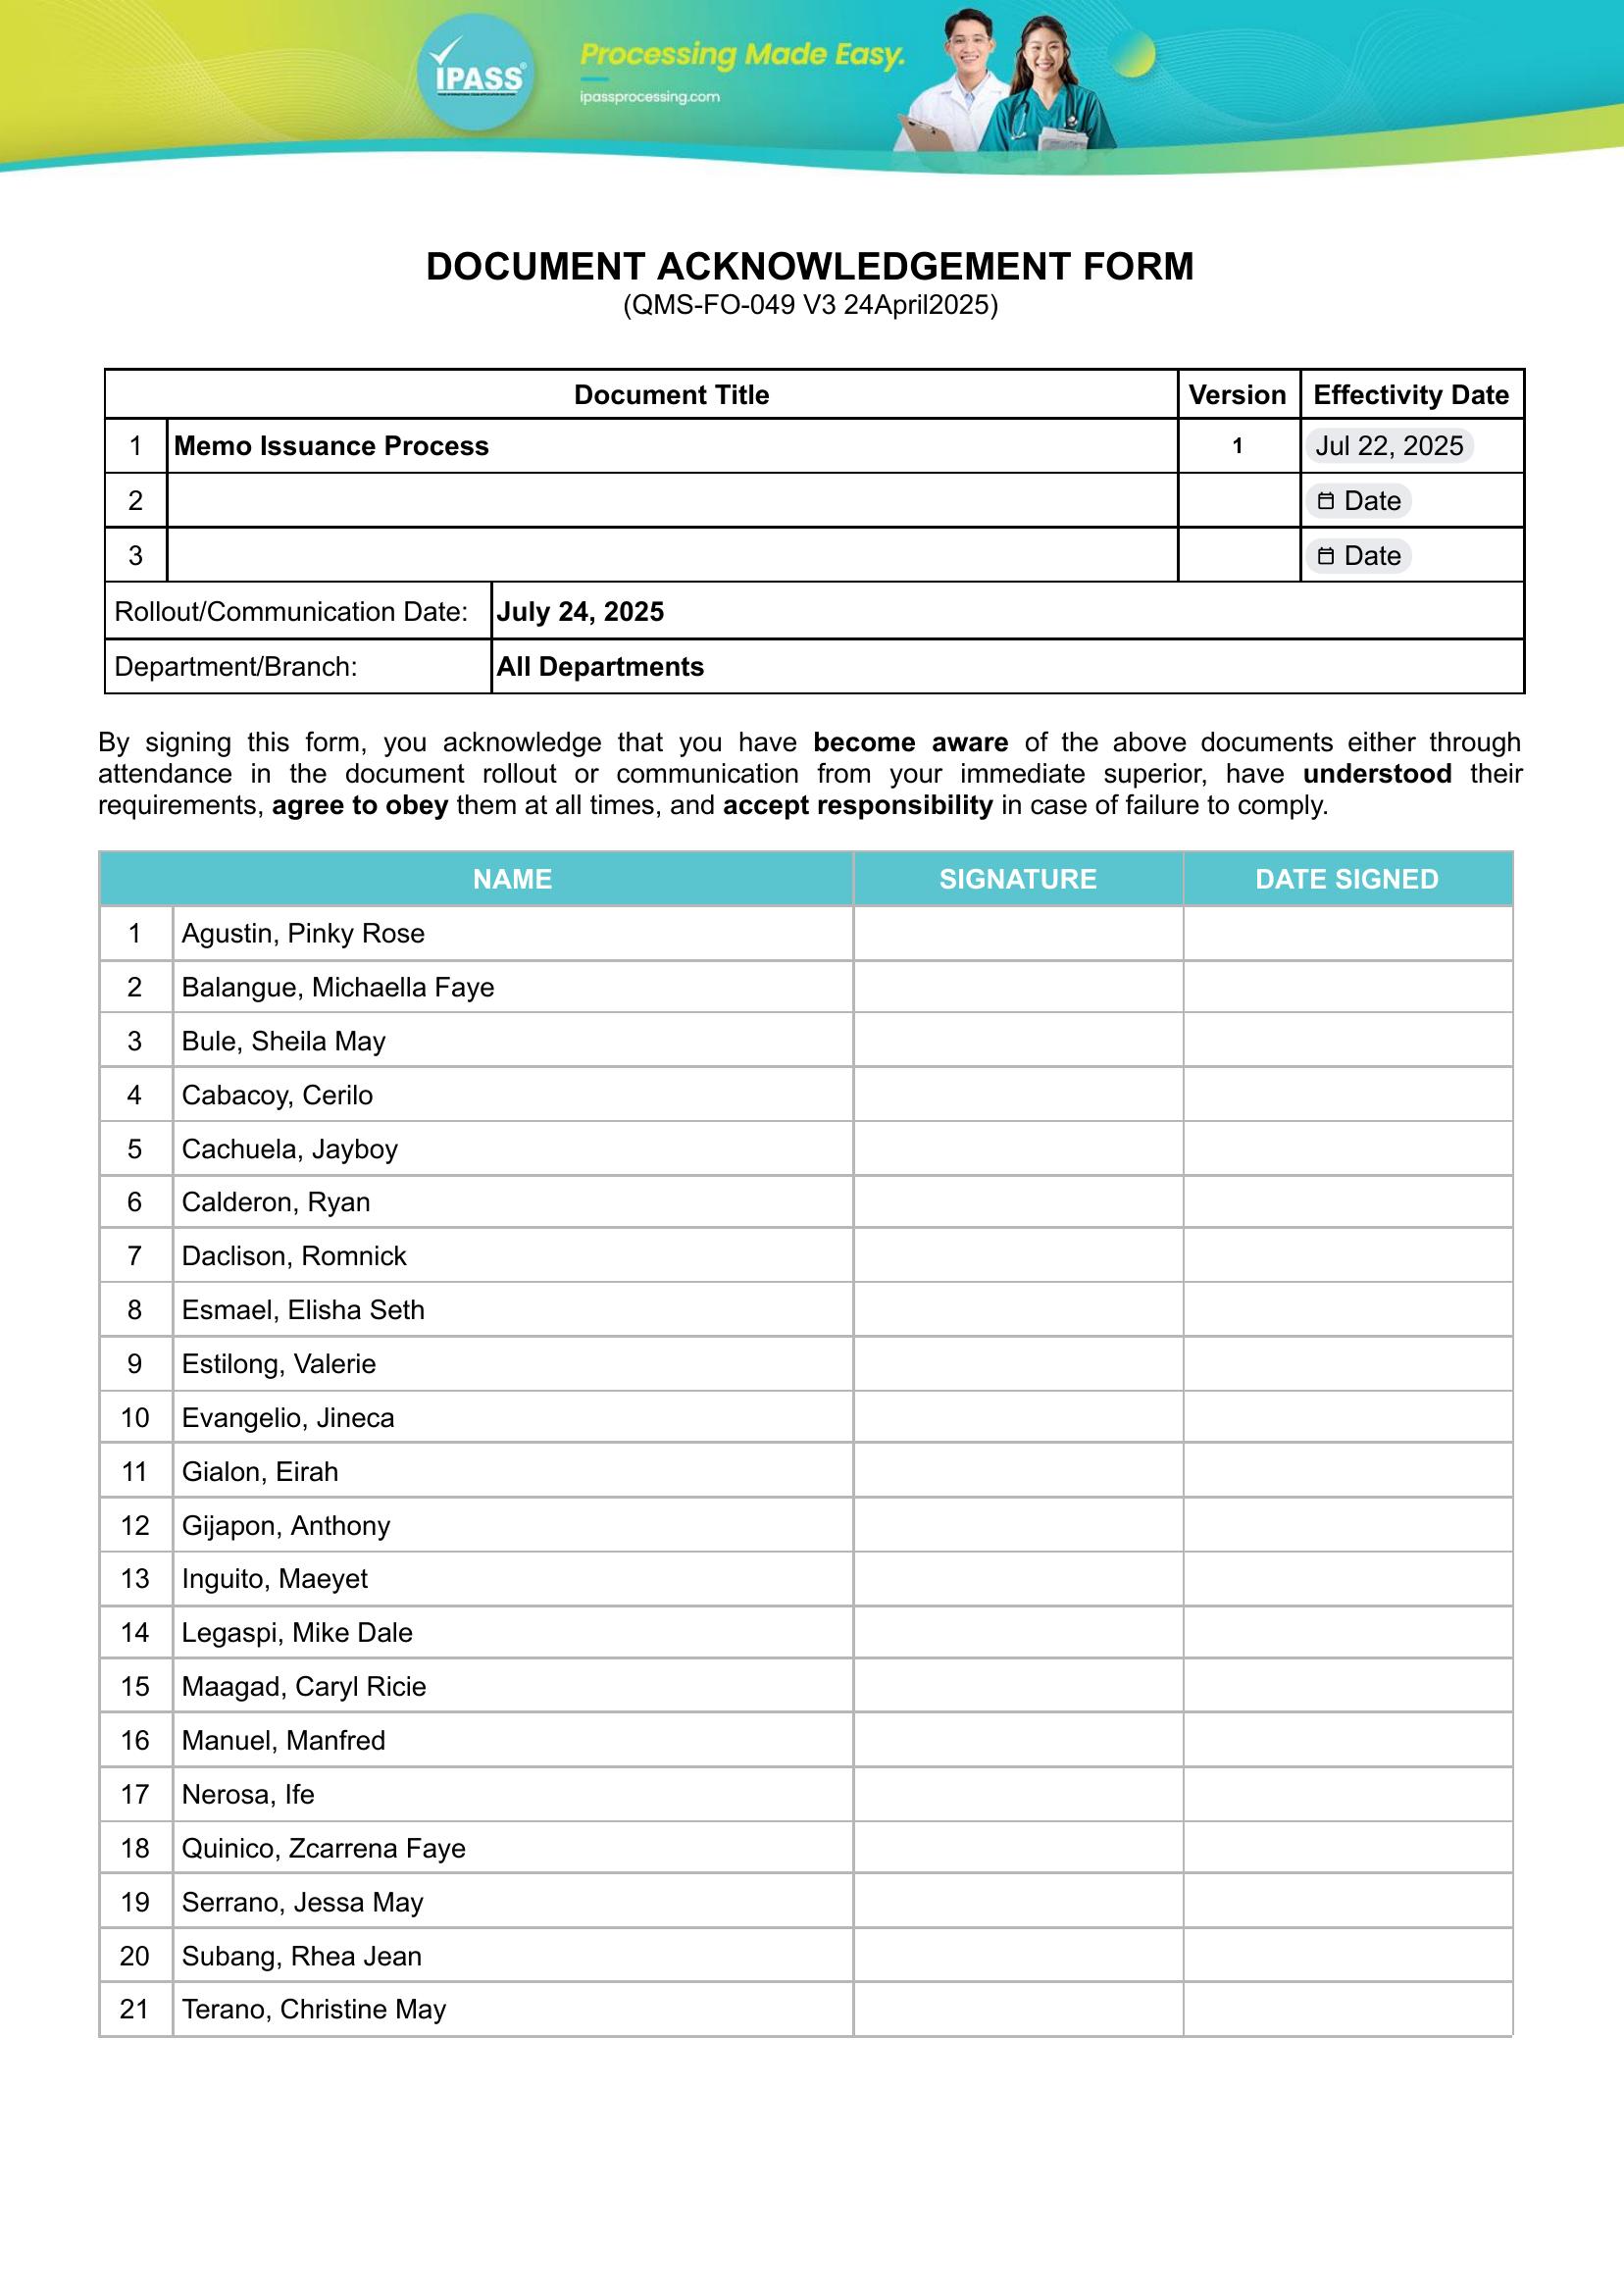 IPASS®
Processing Made Easy.
ipassprocessing.com
DOCUMENT ACKNOWLEDGEMENT FORM
(QMS-FO-049 V3 24April2025)
Document Title Version Effectivity Date
1 Memo Issuance Process 1 Jul 22, 2025
2 Date
3 Date
Rollout/Communication Date: July 24, 2025
Department/Branch: All Departments
By signing this form, you acknowledge that you have become aware of the above documents either through
attendance in the document rollout or communication from your immediate superior, have understood their
requirements, agree to obey them at all times, and accept responsibility in case of failure to comply.
NAME SIGNATURE DATE SIGNED
1 Agustin, Pinky Rose
2 Balangue, Michaella Faye
3 Bule, Sheila May
4 Cabacoy, Cerilo
5 Cachuela, Jayboy
6 Calderon, Ryan
7 Daclison, Romnick
8 Esmael, Elisha Seth
9 Estilong, Valerie
10 Evangelio, Jineca
11 Gialon, Eirah
12 Gijapon, Anthony
13 Inguito, Maeyet
14 Legaspi, Mike Dale
15 Maagad, Caryl Ricie
16 Manuel, Manfred
17 Nerosa, Ife
18 Quinico, Zcarrena Faye
19 Serrano, Jessa May
20 Subang, Rhea Jean
21 Terano, Christine May